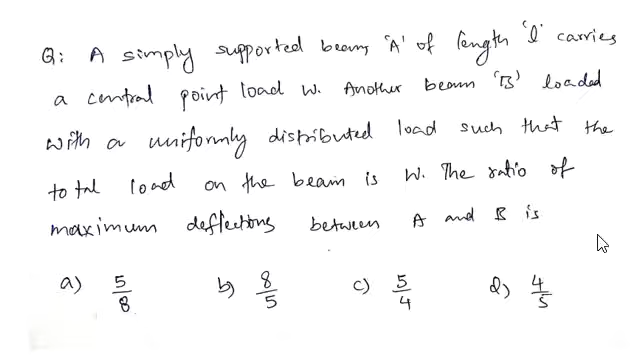 Q: A simply supported beam, 'A' of length 'l' carries
a central point load W. Another beam 'B' loaded
with a uniformly distributed load such that the
total load on the beam is W. The ratio of
maximum deflections between A and B is
a) 5/8 b) 8/5 c) 5/4 d) 4/5